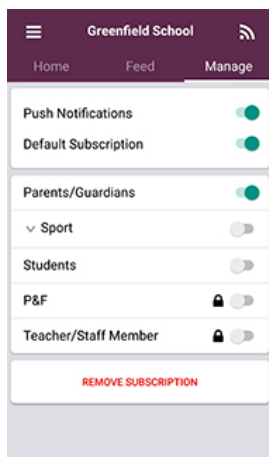 Greenfield School
Home Feed Manage
Push Notifications
Default Subscription
Parents/Guardians
Sport
Students
P&F
Teacher/Staff Member
REMOVE SUBSCRIPTION